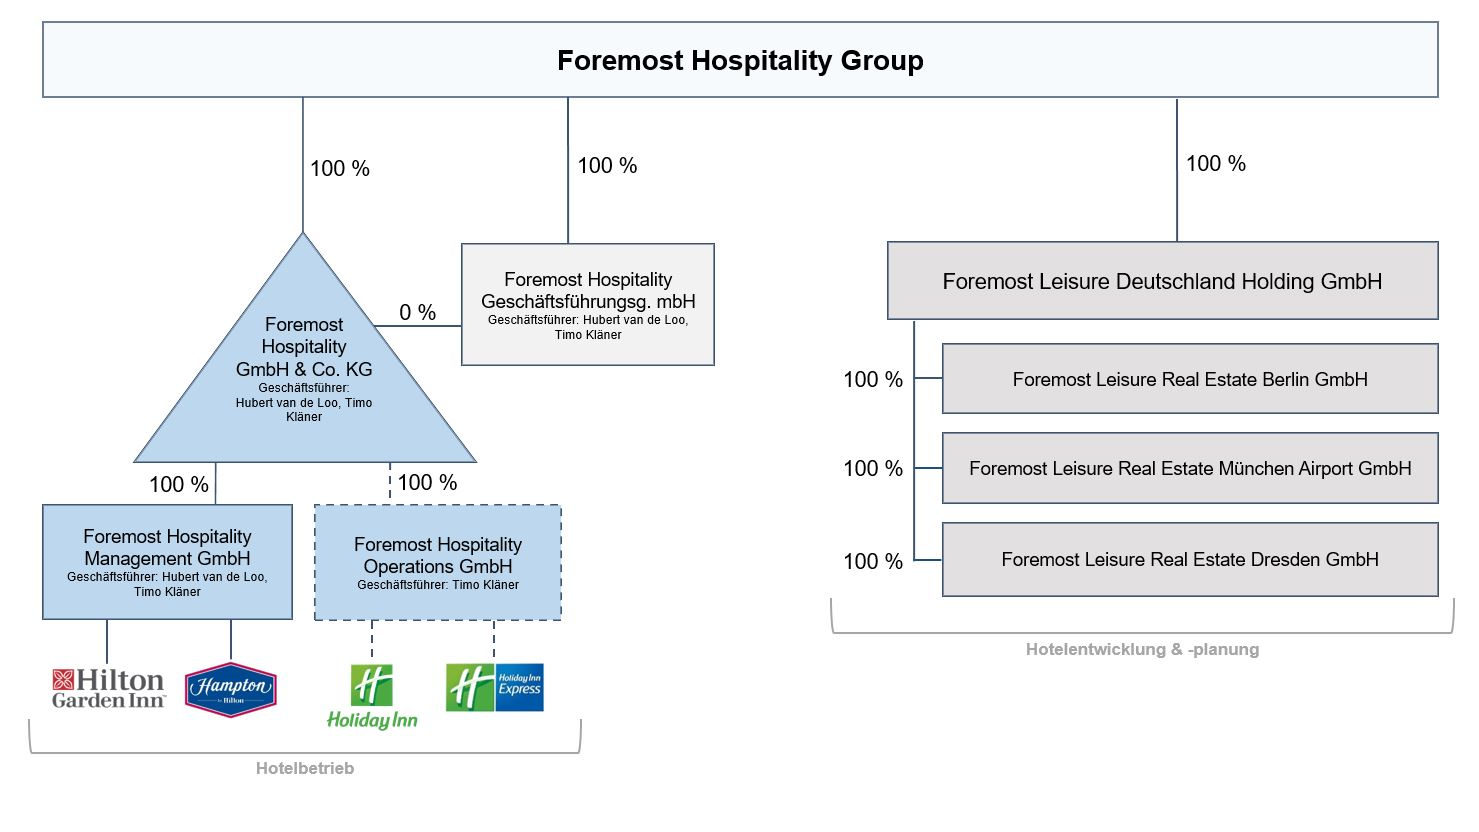 Foremost Hospitality Group
100 %
100 %
100 %
Foremost Hospitality
Geschäftsführungsg. mbH
Geschäftsführer: Hubert van de Loo,
Timo Kläner
0 %
Foremost
Hospitality
GmbH & Co. KG
Geschäftsführer:
Hubert van de Loo, Timo
Kläner
100 %
100 %
Foremost Hospitality
Management GmbH
Geschäftsführer: Hubert van de Loo,
Timo Kläner
Foremost Hospitality
Operations GmbH
Geschäftsführer: Timo Kläner
Hilton
Garden Inn™
Hampton
by Hilton
H
Holiday Inn
H
Holiday Inn
Express
Hotelbetrieb
Foremost Leisure Deutschland Holding GmbH
100 %
Foremost Leisure Real Estate Berlin GmbH
100 %
Foremost Leisure Real Estate München Airport GmbH
100 %
Foremost Leisure Real Estate Dresden GmbH
Hotelentwicklung & -planung